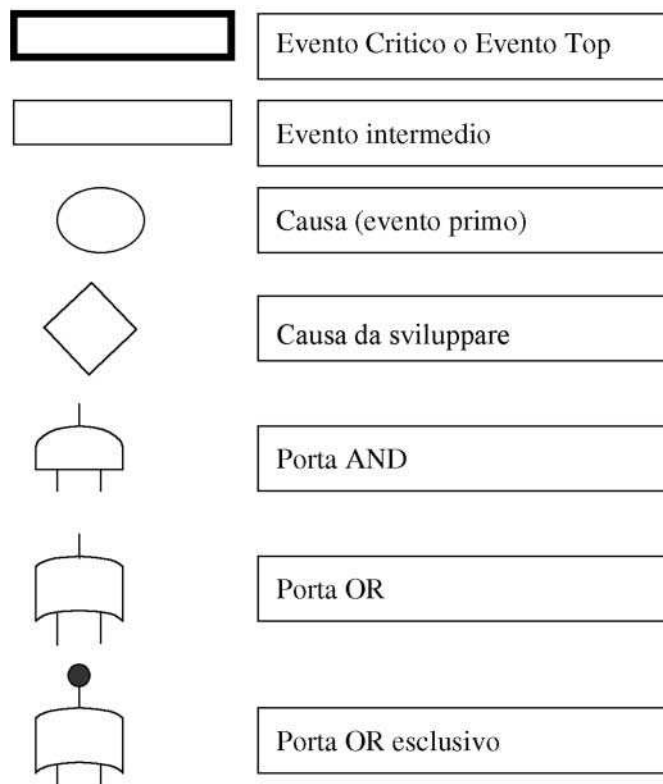 Evento Critico o Evento Top
Evento intermedio
Causa (evento primo)
Causa da sviluppare
Porta AND
Porta OR
Porta OR esclusivo